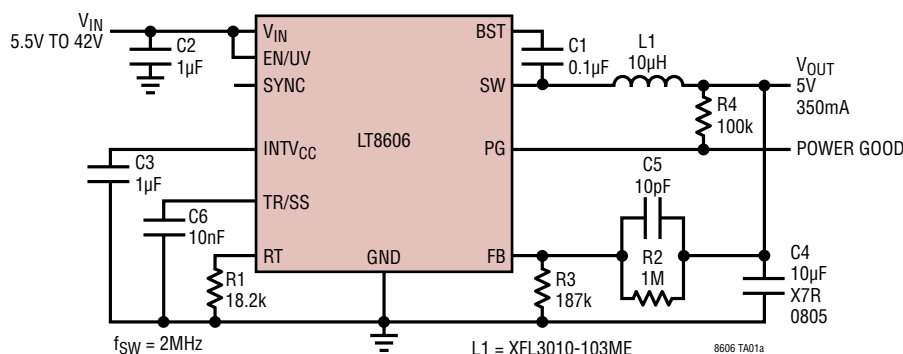 VIN
5.5V TO 42V
C2
1µF
VIN
EN/UV
SYNC
INTVCC
TR/SS
RT
LT8606
GND
BST
SW
PG
FB
C1
0.1µF
L1
10µH
VOUT
5V
350mA
R4
100k
POWER GOOD
C3
1µF
C6
10nF
R1
18.2k
C5
10pF
R2
1M
R3
187k
C4
10µF
X7R
0805
fSW = 2MHz
L1 = XFL3010-103ME
8606 TA01a